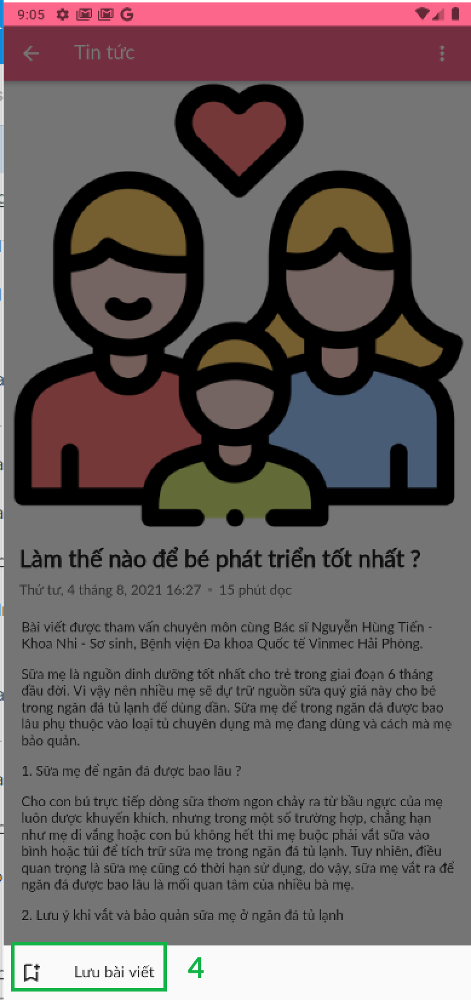 9:05
Tin tức
Làm thế nào để bé phát triển tốt nhất ?
Thứ tư, 4 tháng 8, 2021 16:27 • 15 phút đọc
Bài viết được tham vấn chuyên môn cùng Bác sĩ Nguyễn Hùng Tiến -
Khoa Nhi - Sơ sinh, Bệnh viện Đa khoa Quốc tế Vinmec Hải Phòng.
Sữa mẹ là nguồn dinh dưỡng tốt nhất cho trẻ trong giai đoạn 6 tháng
đầu đời. Vì vậy nên nhiều mẹ sẽ dự trữ nguồn sữa quý giá này cho bé
trong ngăn đá tủ lạnh để dùng dần. Sữa mẹ để trong ngăn đá được bao
lâu phụ thuộc vào loại tủ chuyên dụng mà mẹ đang dùng và cách mà mẹ
bảo quản.
1. Sữa mẹ để ngăn đá được bao lâu ?
Cho con bú trực tiếp dòng sữa thơm ngon chảy ra từ bầu ngực của mẹ
luôn được khuyến khích, nhưng trong một số trường hợp, chẳng hạn
như mẹ đi vắng hoặc con bú không hết thì mẹ buộc phải vắt sữa vào
bình hoặc túi để tích trữ sữa mẹ trong ngăn đá tủ lạnh. Tuy nhiên, điều
quan trọng là sữa mẹ cũng có thời hạn sử dụng, do vậy, sữa mẹ vắt ra để
ngăn đá được bao lâu là mối quan tâm của nhiều bà mẹ.
2. Lưu ý khi vắt và bảo quản sữa mẹ ở ngăn đá tủ lạnh
Lưu bài viết
4